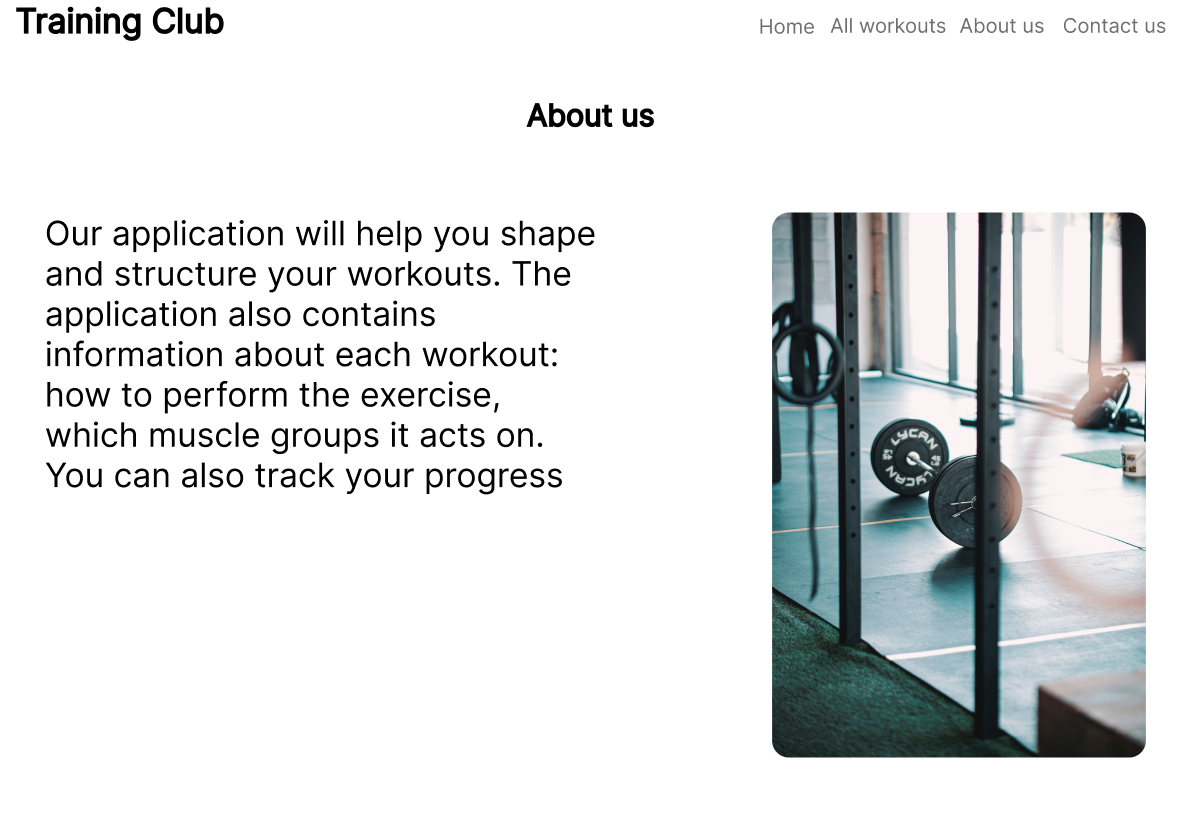 Training Club
Home All workouts About us Contact us
About us
Our application will help you shape
and structure your workouts. The
application also contains
information about each workout:
how to perform the exercise,
which muscle groups it acts on.
You can also track your progress
LYCAN
LYCAN